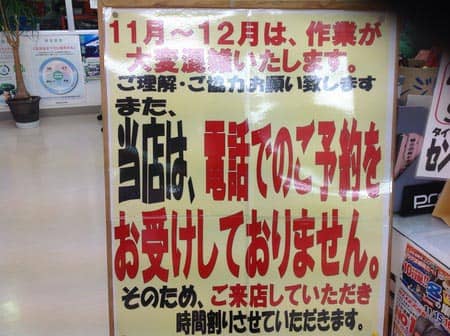 11月～12月は、作業が
大変混雑いたします。
ご理解・ご協力お願い致します
また、
当店は、電話でのご予約を
お受けしておりません。
そのため、ご来店していただき
時間割りさせていただきます。
タイ
セン